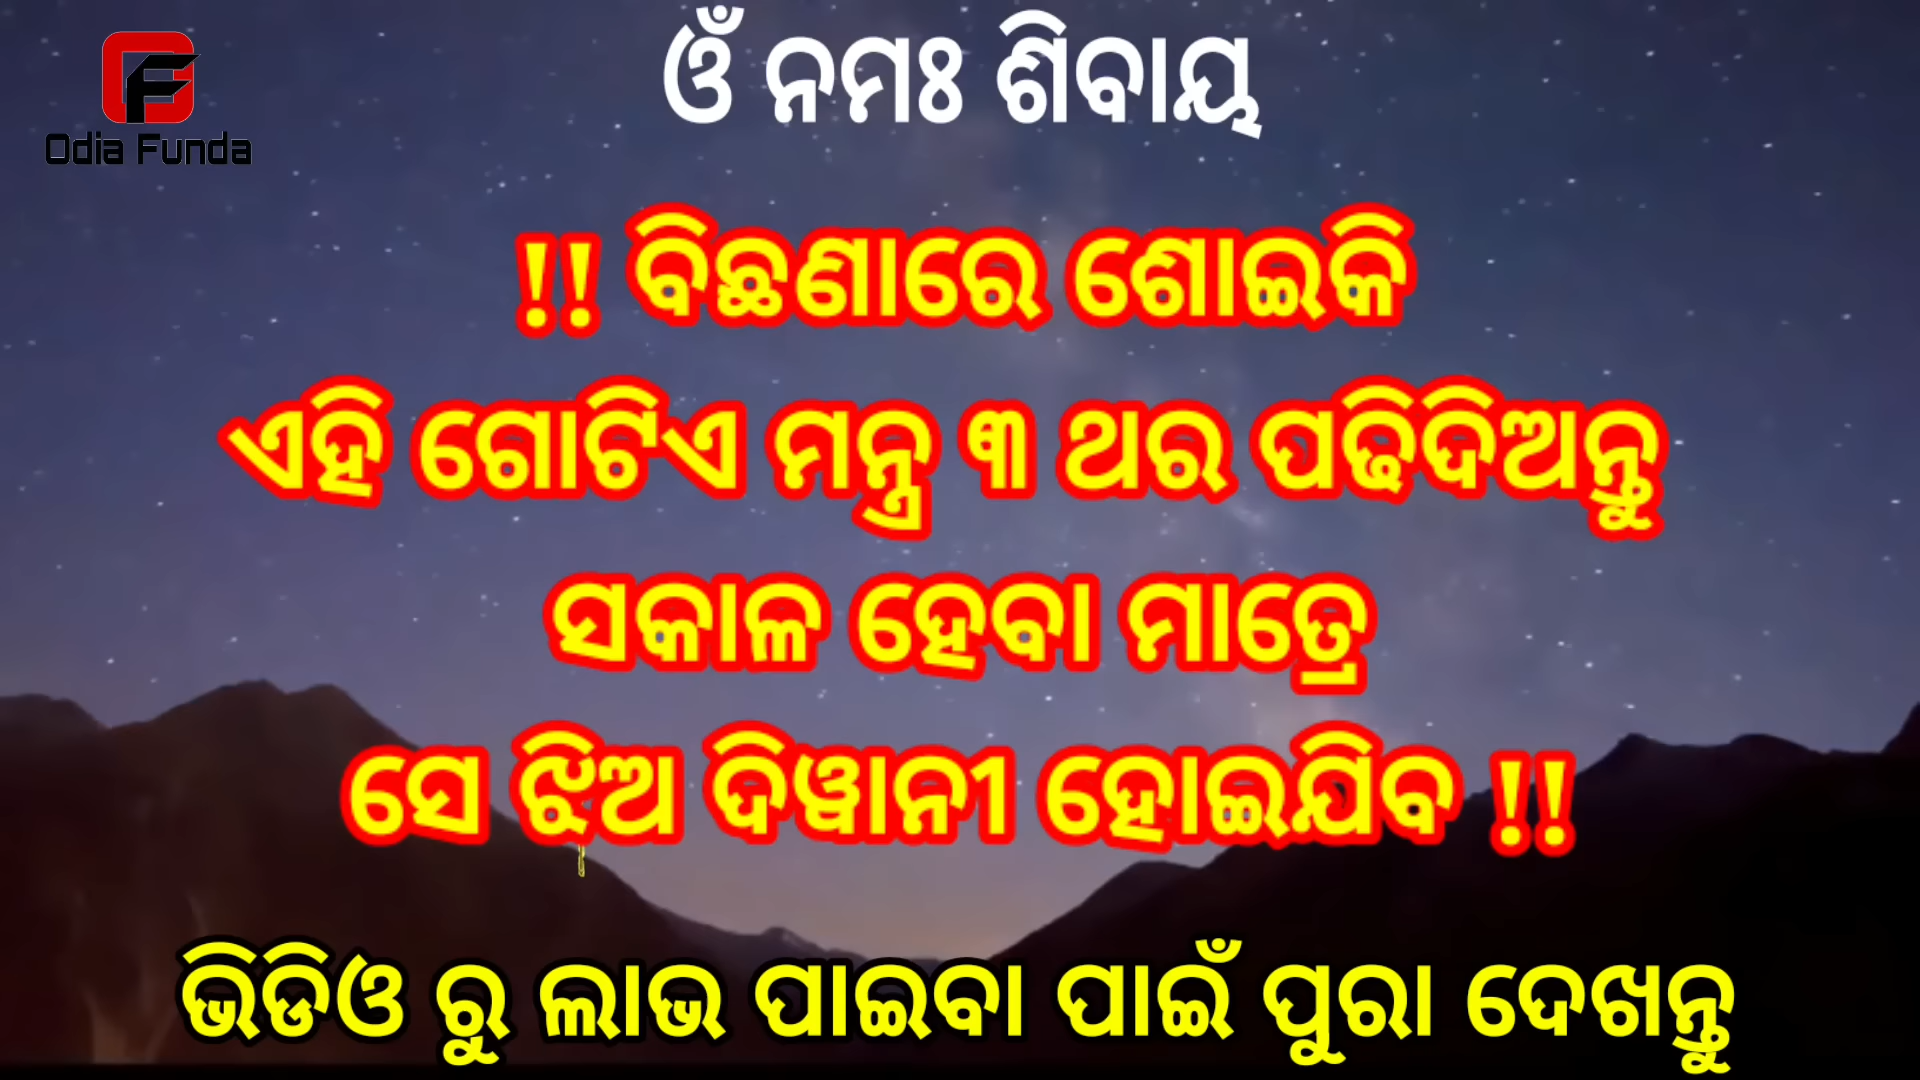 Odia Funda
ଓଁ ନମଃ ଶିବାୟ
!! ବିଛଣାରେ ଶୋଇକି
ଏହି ଗୋଟିଏ ମନ୍ତ୍ର ୩ ଥର ପଢିଦିଅନ୍ତୁ
ସକାଳ ହେବା ମାତ୍ରେ
ସେ ଝିଅ ଦିୱାନୀ ହୋଇଯିବ !!
ଭିଡିଓ ରୁ ଲାଭ ପାଇବା ପାଇଁ ପୁରା ଦେଖନ୍ତୁ